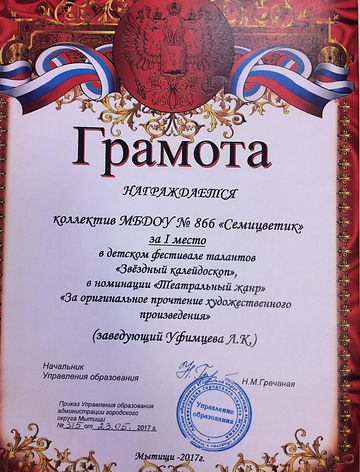 Грамота
НАГРАЖДАЕТСЯ
коллектив МБДОУ № 866 «Семицветик»
за I место
в детском фестивале талантов
«Звёздный калейдоскоп»,
в номинации «Театральный жанр»
«За оригинальное прочтение художественного
произведения»
(заведующий Уфимцева Л.К.)
Начальник
Управления образования
Н.М.Гречаная
Приказ Управления образования
администрации городского
округа Мытищи
№ 315 от 23.05. 2017 г.
Управление
образования
Мытищи -2017г.